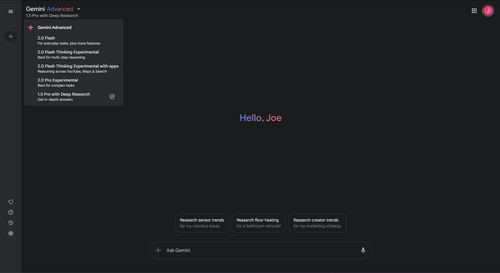 Gemini Advanced
1.5 Pro with Deep Research
J
Gemini Advanced
2.0 Flash
For everyday tasks, plus more features
2.0 Flash Thinking Experimental
Best for multi-step reasoning
2.0 Flash Thinking Experimental with apps
Reasoning across YouTube, Maps & Search
2.0 Pro Experimental
Best for complex tasks
1.5 Pro with Deep Research
Get in-depth answers
Hello, Joe
Research sensor trends
for my robotics essay
Research floor heating
for a bathroom remodel
Research creator trends
for my marketing strategy
Ask Gemini